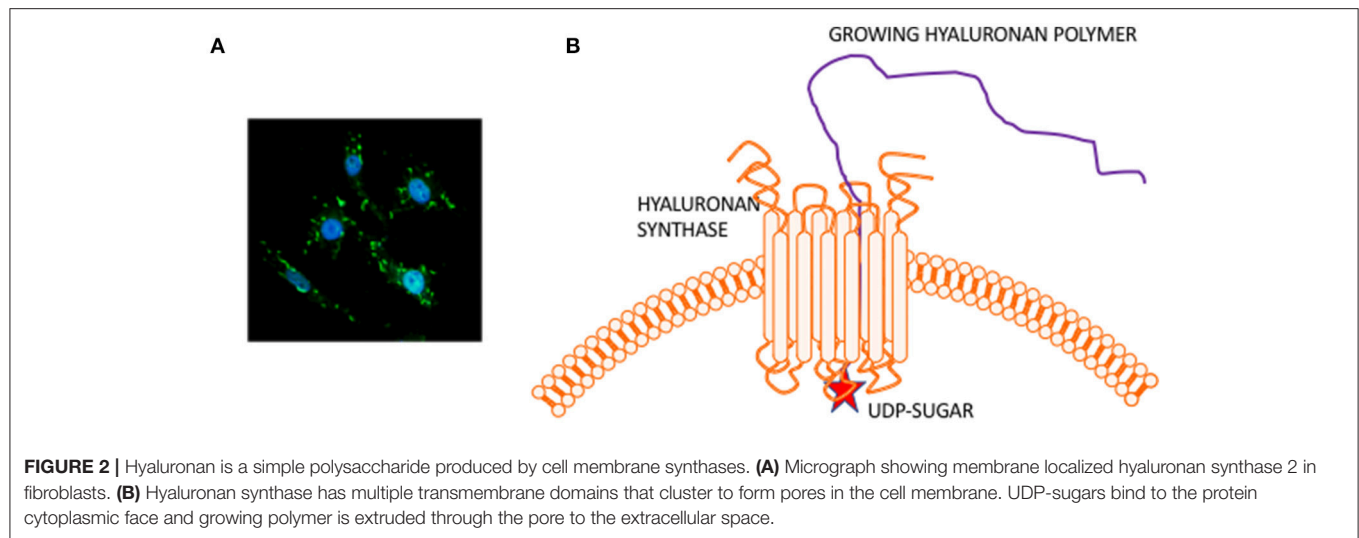 A
B
GROWING HYALURONAN POLYMER
HYALURONAN
SYNTHASE
UDP-SUGAR
FIGURE 2 | Hyaluronan is a simple polysaccharide produced by cell membrane synthases. (A) Micrograph showing membrane localized hyaluronan synthase 2 in
fibroblasts. (B) Hyaluronan synthase has multiple transmembrane domains that cluster to form pores in the cell membrane. UDP-sugars bind to the protein
cytoplasmic face and growing polymer is extruded through the pore to the extracellular space.